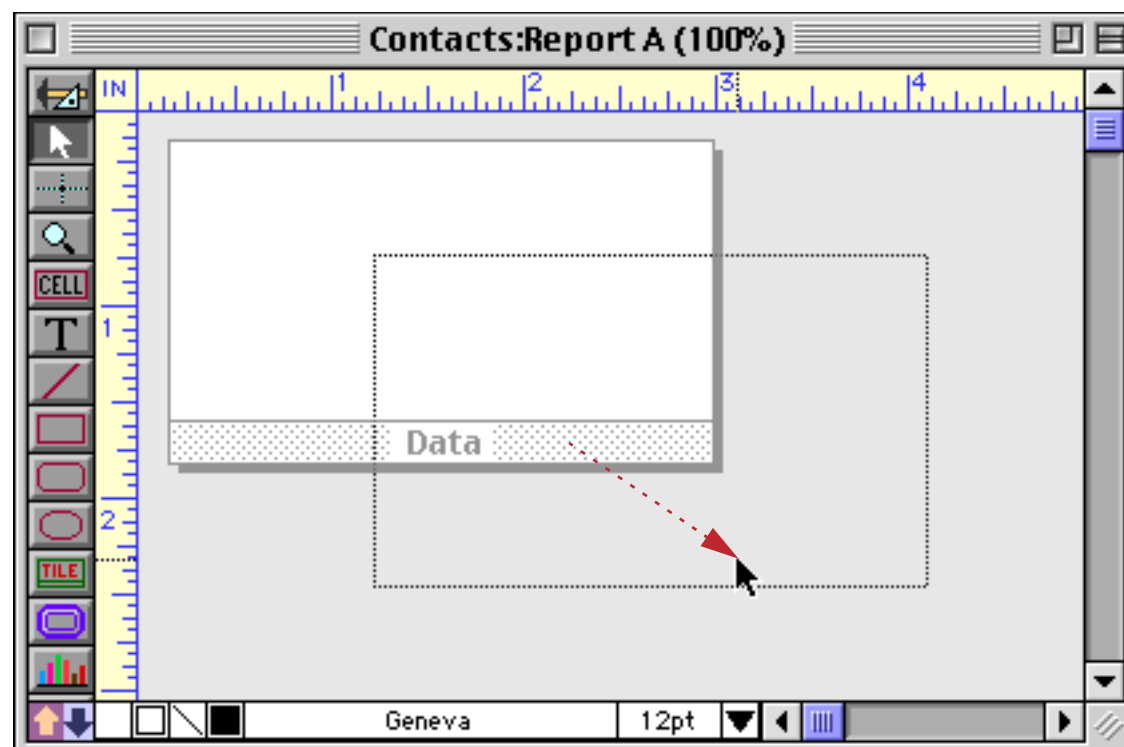 Contacts:Report A (100%)
IN 1 2 3 4
CELL
T
1
Data
2
TILE
Geneva 12pt